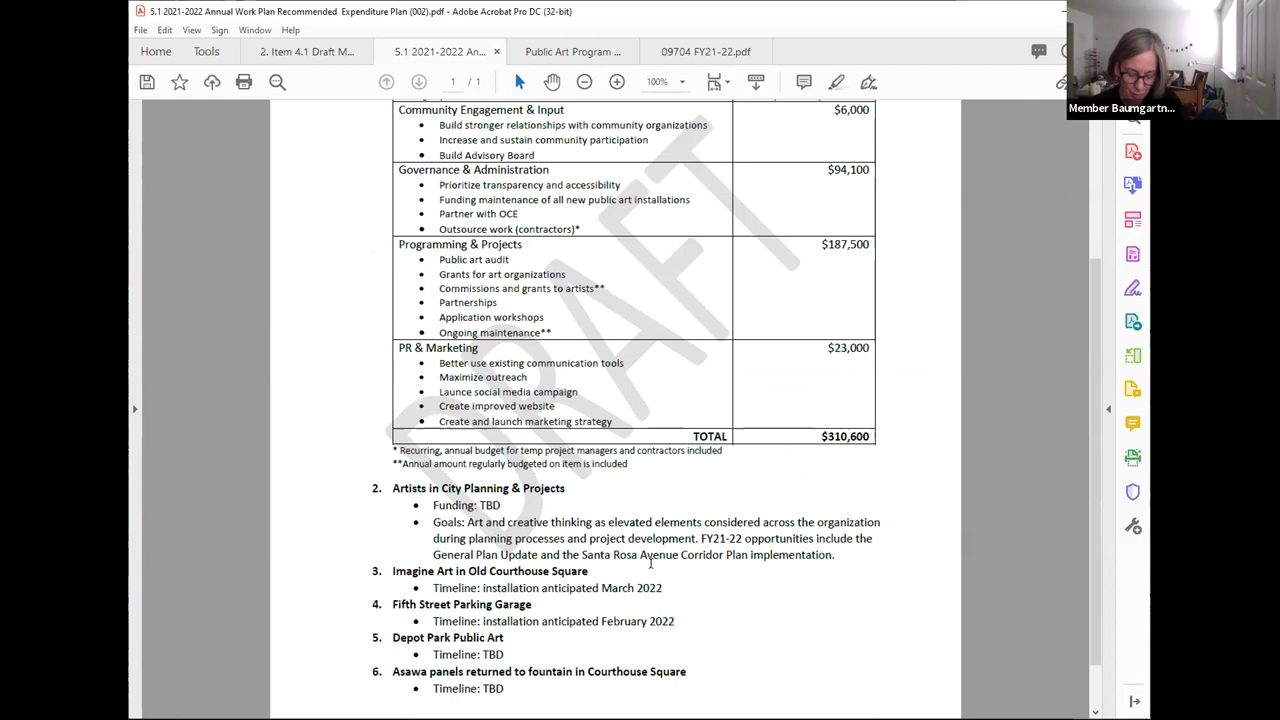 5.1 2021-2022 Annual Work Plan Recommended Expenditure Plan (002).pdf - Adobe Acrobat Pro DC (32-bit)
File Edit View Sign Window Help
Home Tools 2. Item 4.1 Draft M... 5.1 2021-2022 An... × Public Art Program ... 09704 FY21-22.pdf
1 / 1 100%
Member Baumgartn...
Community Engagement & Input $6,000
• Build stronger relationships with community organizations
• Increase and sustain community participation
• Build Advisory Board
Governance & Administration $94,100
• Prioritize transparency and accessibility
• Funding maintenance of all new public art installations
• Partner with OCE
• Outsource work (contractors)*
Programming & Projects $187,500
• Public art audit
• Grants for art organizations
• Commissions and grants to artists**
• Partnerships
• Application workshops
• Ongoing maintenance**
PR & Marketing $23,000
• Better use existing communication tools
• Maximize outreach
• Launce social media campaign
• Create improved website
• Create and launch marketing strategy
TOTAL $310,600
* Recurring, annual budget for temp project managers and contractors included
**Annual amount regularly budgeted on item is included
DRAFT
2. Artists in City Planning & Projects
• Funding: TBD
• Goals: Art and creative thinking as elevated elements considered across the organization
during planning processes and project development. FY21-22 opportunities include the
General Plan Update and the Santa Rosa Avenue Corridor Plan implementation.
3. Imagine Art in Old Courthouse Square
• Timeline: installation anticipated March 2022
4. Fifth Street Parking Garage
• Timeline: installation anticipated February 2022
5. Depot Park Public Art
• Timeline: TBD
6. Asawa panels returned to fountain in Courthouse Square
• Timeline: TBD